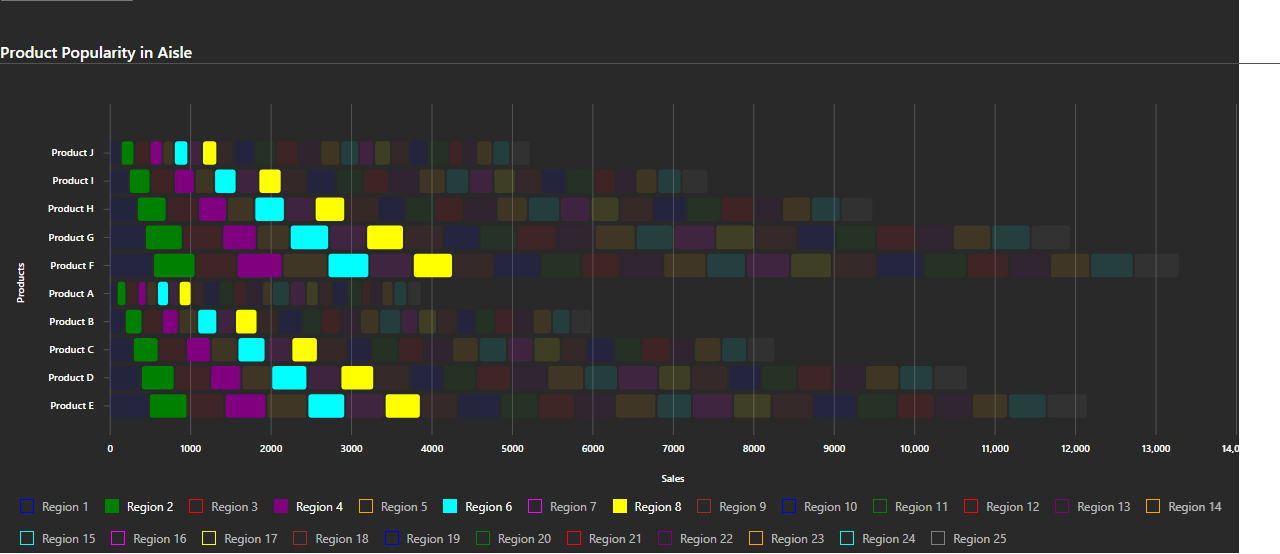 Product Popularity in Aisle
Product J
Product I
Product H
Product G
Product F
Product A
Product B
Product C
Product D
Product E
Products
0 1000 2000 3000 4000 5000 6000 7000 8000 9000 10,000 11,000 12,000 13,000 14,0
Sales
Region 1 Region 2 Region 3 Region 4 Region 5 Region 6 Region 7 Region 8 Region 9 Region 10 Region 11 Region 12 Region 13 Region 14
Region 15 Region 16 Region 17 Region 18 Region 19 Region 20 Region 21 Region 22 Region 23 Region 24 Region 25